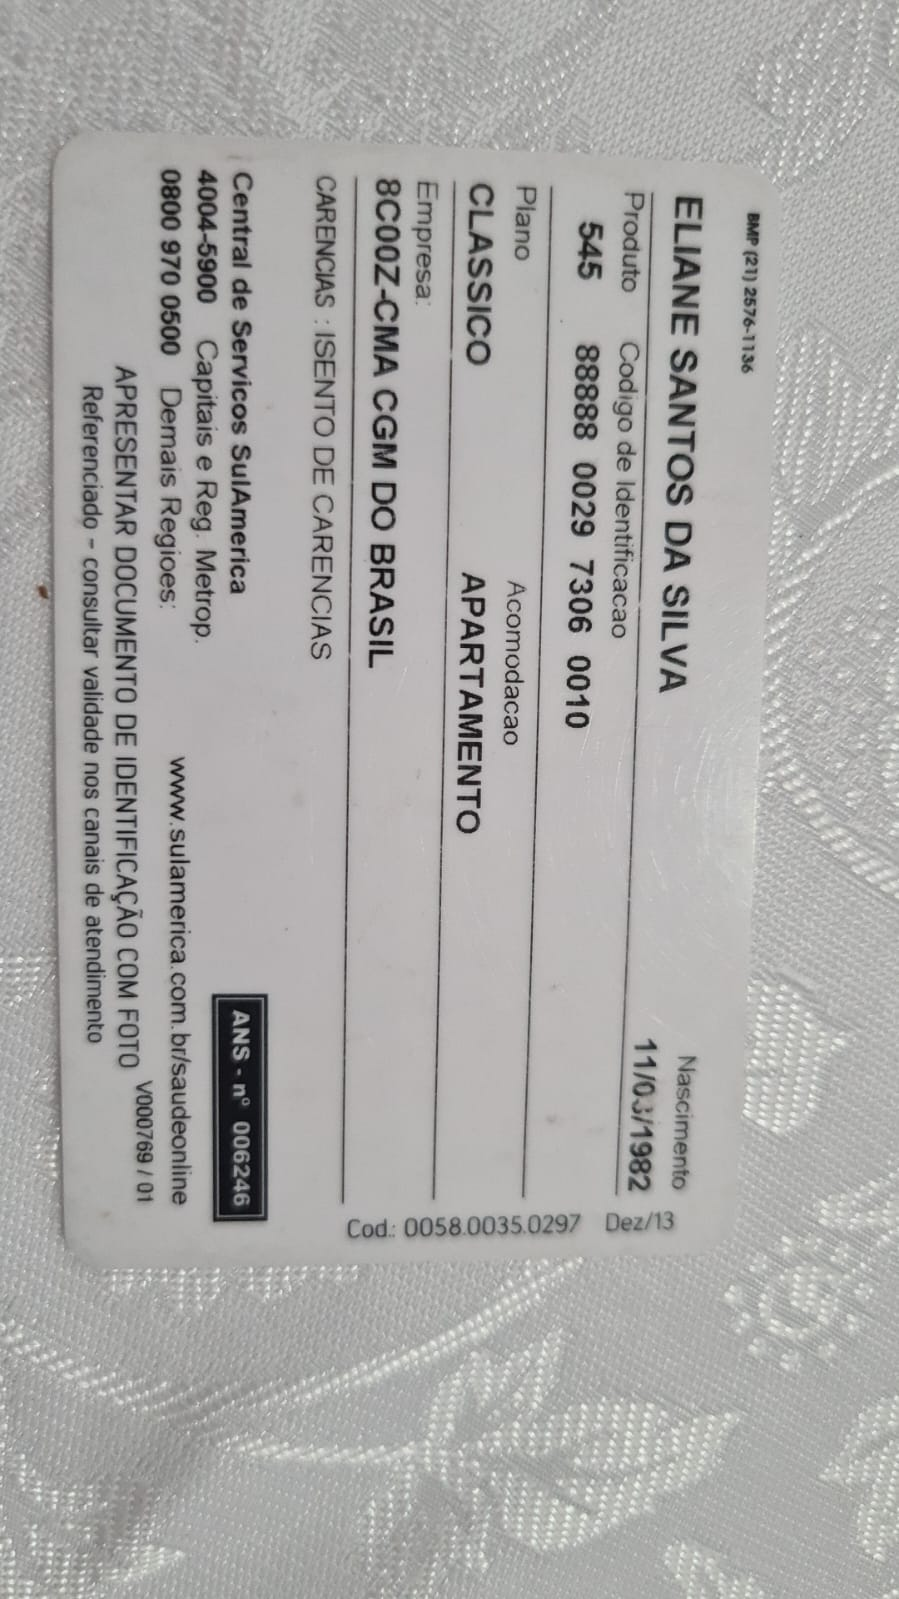 BMP (21) 2576-1136
ELIANE SANTOS DA SILVA
Nascimento
Produto Codigo de Identificacao 11/03/1982
545 88888 0029 7306 0010
Plano Acomodacao
CLASSICO APARTAMENTO
Empresa:
8C00Z-CMA CGM DO BRASIL
CARENCIAS : ISENTO DE CARENCIAS
Dez/13
Cod.: 0058.0035.0297
Central de Servicos SulAmerica
4004-5900 Capitais e Reg. Metrop.
0800 970 0500 Demais Regioes:
ANS - nº 006246
www.sulamerica.com.br/saudeonline
APRESENTAR DOCUMENTO DE IDENTIFICAÇÃO COM FOTO
V000769 / 01
Referenciado - consultar validade nos canais de atendimento